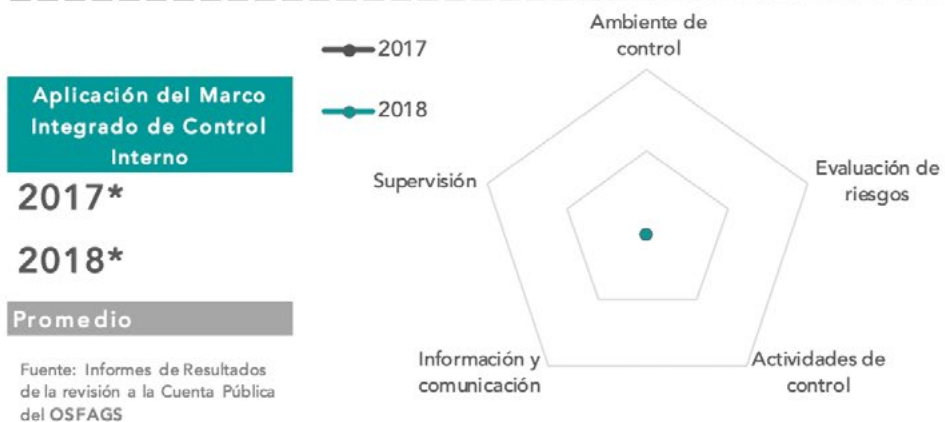 Aplicación del Marco
Integrado de Control
Interno
2017*
2018*
Promedio
Fuente: Informes de Resultados
de la revisión a la Cuenta Pública
del OSFAGS
2017
2018
Ambiente de
control
Evaluación de
riesgos
Actividades de
control
Información y
comunicación
Supervisión